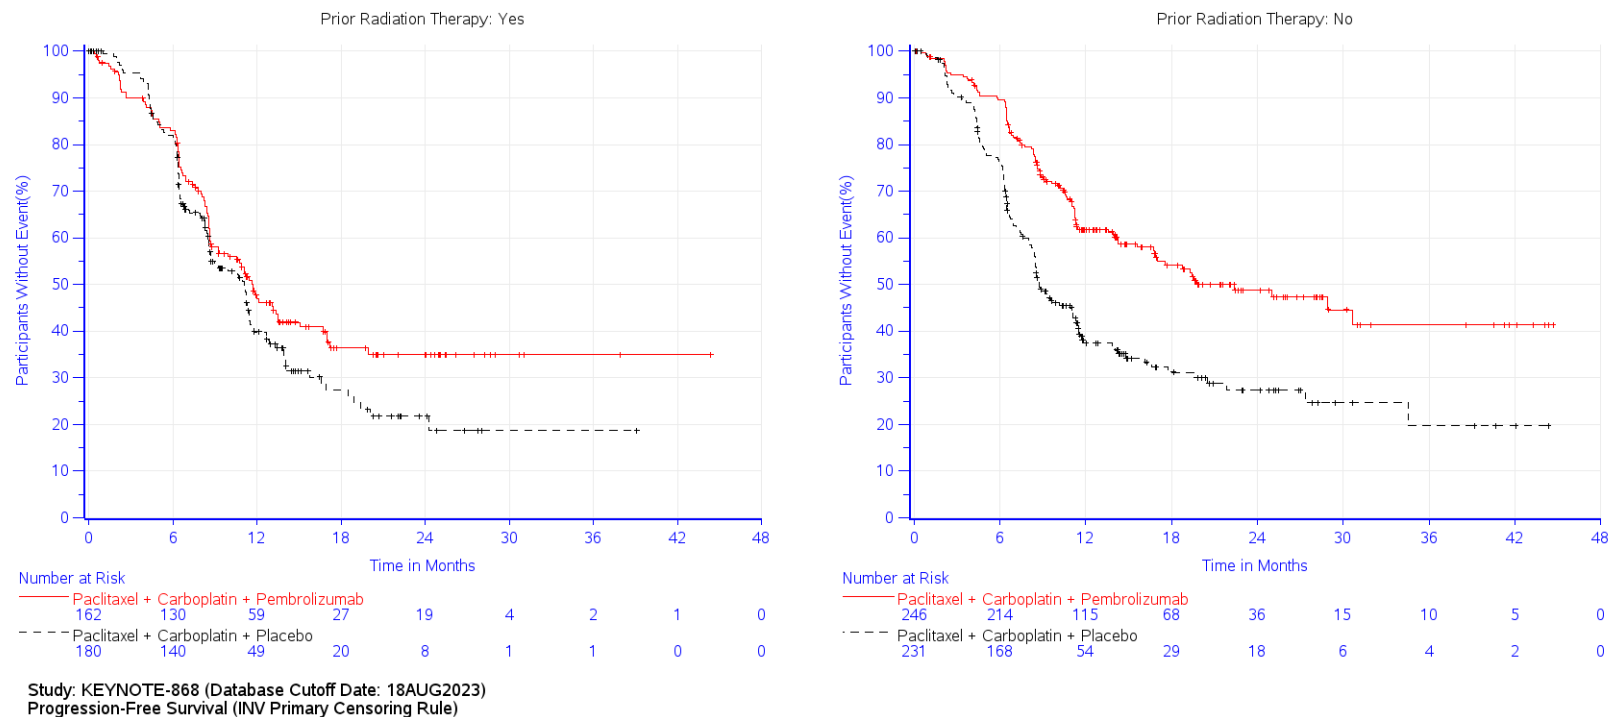 Prior Radiation Therapy: Yes
Participants Without Event(%)
100
90
80
70
60
50
40
30
20
10
0
0 6 12 18 24 30 36 42 48
Time in Months
Number at Risk
Paclitaxel + Carboplatin + Pembrolizumab
162 130 59 27 19 4 2 1 0
Paclitaxel + Carboplatin + Placebo
180 140 49 20 8 1 1 0 0
Prior Radiation Therapy: No
Participants Without Event(%)
100
90
80
70
60
50
40
30
20
10
0
0 6 12 18 24 30 36 42 48
Time in Months
Number at Risk
Paclitaxel + Carboplatin + Pembrolizumab
246 214 115 68 36 15 10 5 0
Paclitaxel + Carboplatin + Placebo
231 168 54 29 18 6 4 2 0
Study: KEYNOTE-868 (Database Cutoff Date: 18AUG2023)
Progression-Free Survival (INV Primary Censoring Rule)